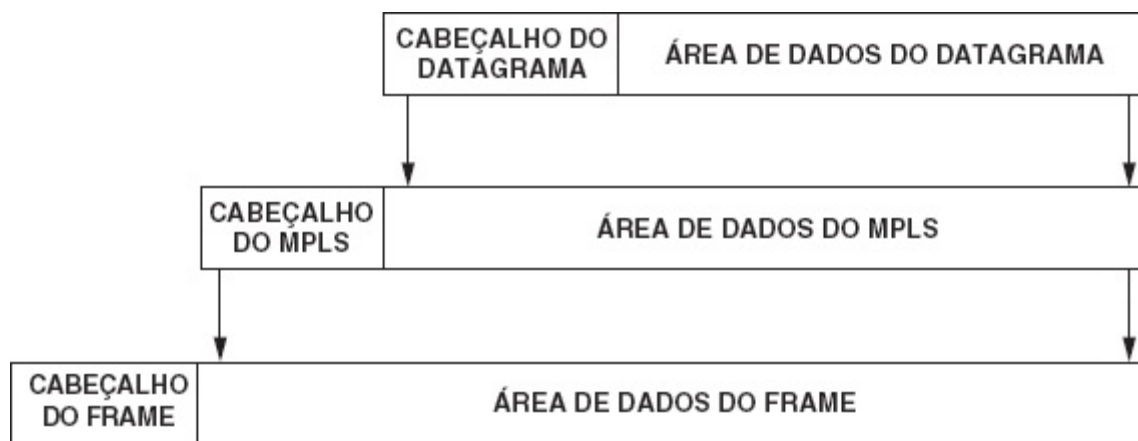 CABEÇALHO DO
DATAGRAMA
ÁREA DE DADOS DO DATAGRAMA
CABEÇALHO
DO MPLS
ÁREA DE DADOS DO MPLS
CABEÇALHO
DO FRAME
ÁREA DE DADOS DO FRAME